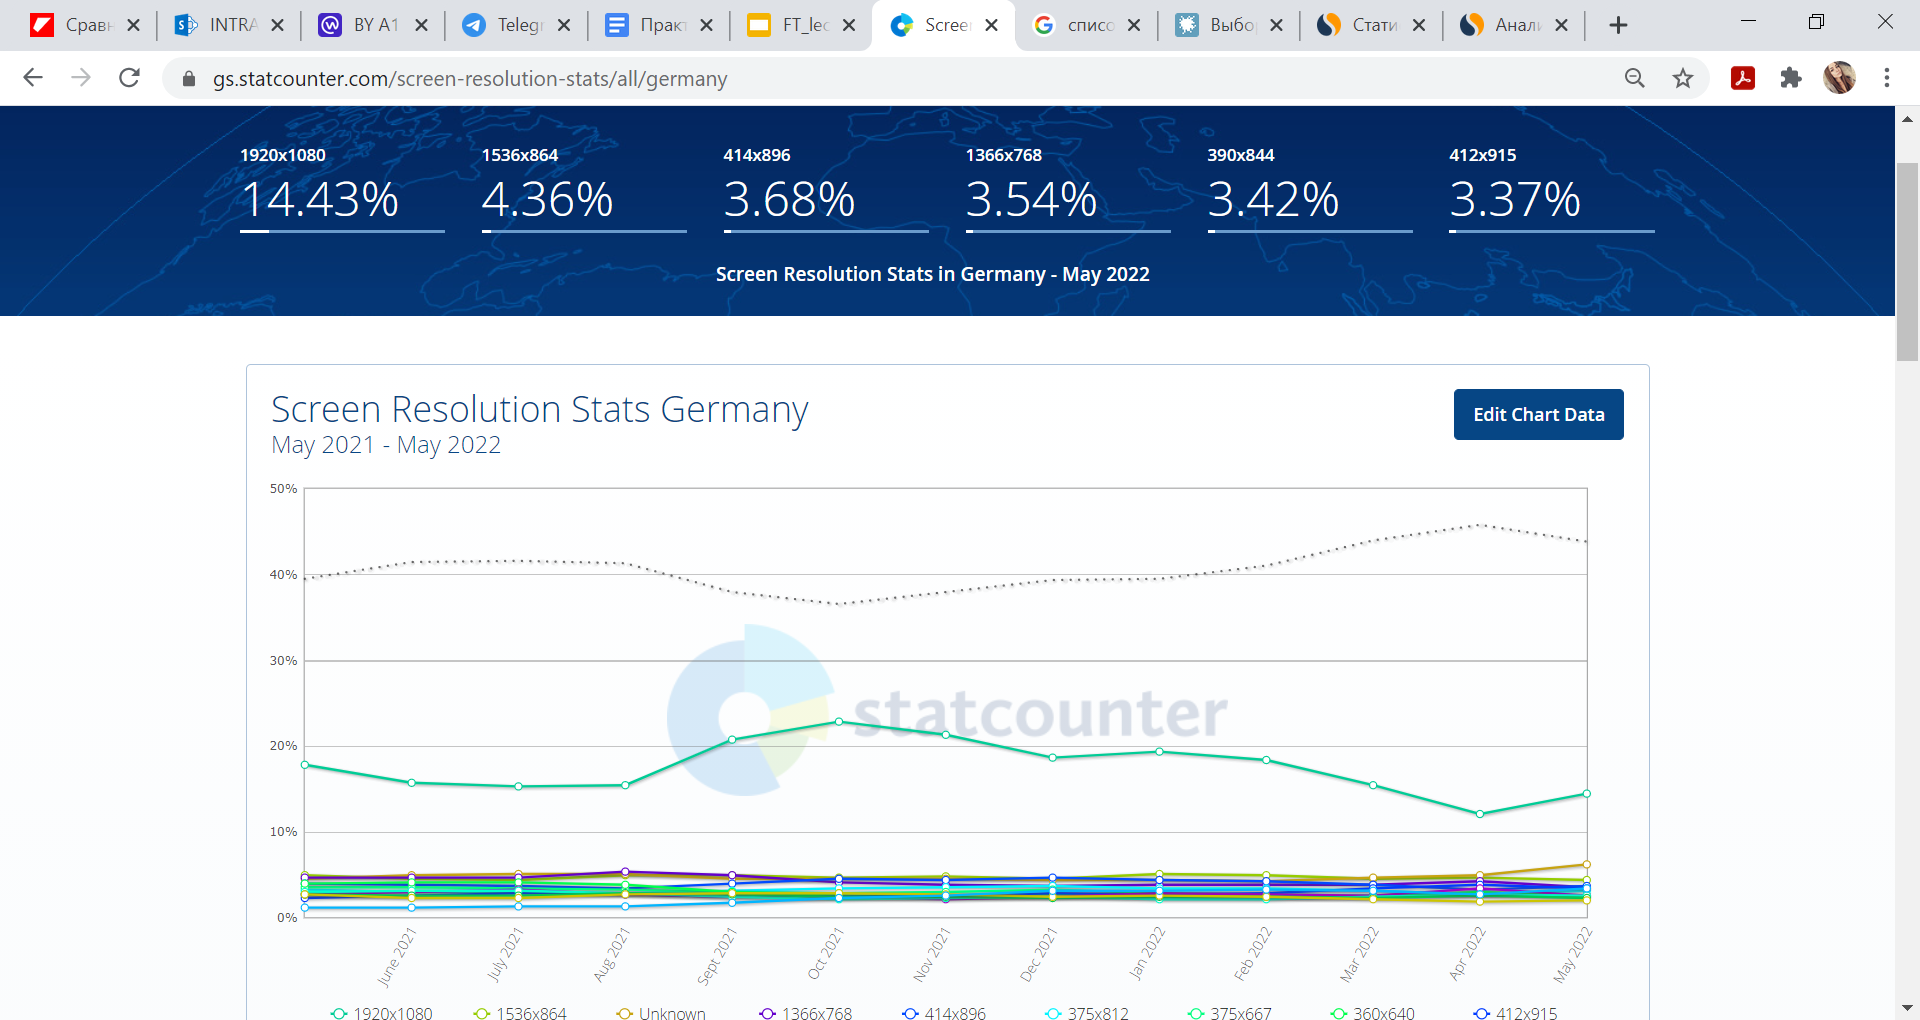 Сравн INTRA BY A1 Telegr Практ FT_lec Screen списо Выбор Стати Анали
gs.statcounter.com/screen-resolution-stats/all/germany
1920x1080 1536x864 414x896 1366x768 390x844 412x915
14.43% 4.36% 3.68% 3.54% 3.42% 3.37%
Screen Resolution Stats in Germany - May 2022
Screen Resolution Stats Germany
Edit Chart Data
May 2021 - May 2022
50%
40%
30%
statcounter
20%
10%
0%
June 2021 July 2021 Aug 2021 Sept 2021 Oct 2021 Nov 2021 Dec 2021 Jan 2022 Feb 2022 Mar 2022 Apr 2022 May 2022
1920x1080 1536x864 Unknown 1366x768 414x896 375x812 375x667 360x640 412x915